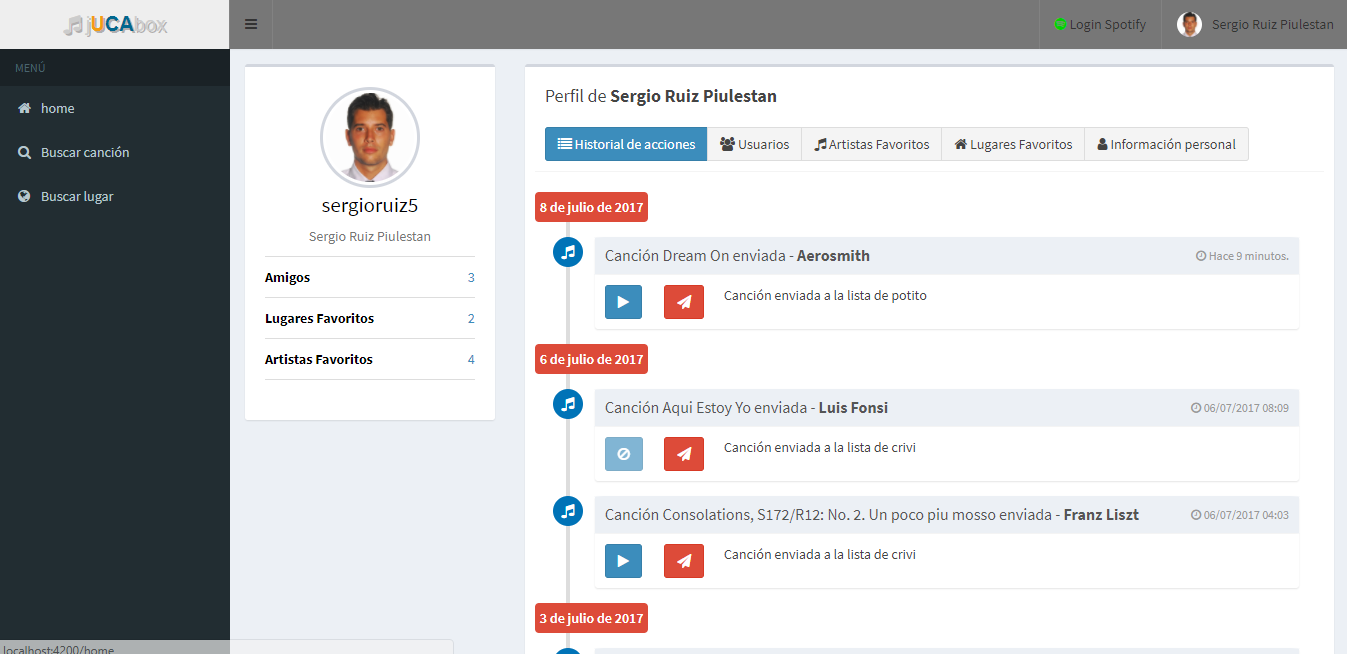 jUCAbox
Login Spotify
Sergio Ruiz Piulestan
MENÚ
home
Buscar canción
Buscar lugar
sergioruiz5
Sergio Ruiz Piulestan
Amigos 3
Lugares Favoritos 2
Artistas Favoritos 4
Perfil de Sergio Ruiz Piulestan
Historial de acciones Usuarios Artistas Favoritos Lugares Favoritos Información personal
8 de julio de 2017
Canción Dream On enviada - Aerosmith Hace 9 minutos.
Canción enviada a la lista de potito
6 de julio de 2017
Canción Aqui Estoy Yo enviada - Luis Fonsi 06/07/2017 08:09
Canción enviada a la lista de crivi
Canción Consolations, S172/R12: No. 2. Un poco piu mosso enviada - Franz Liszt 06/07/2017 04:03
Canción enviada a la lista de crivi
3 de julio de 2017
localhost:4200/home